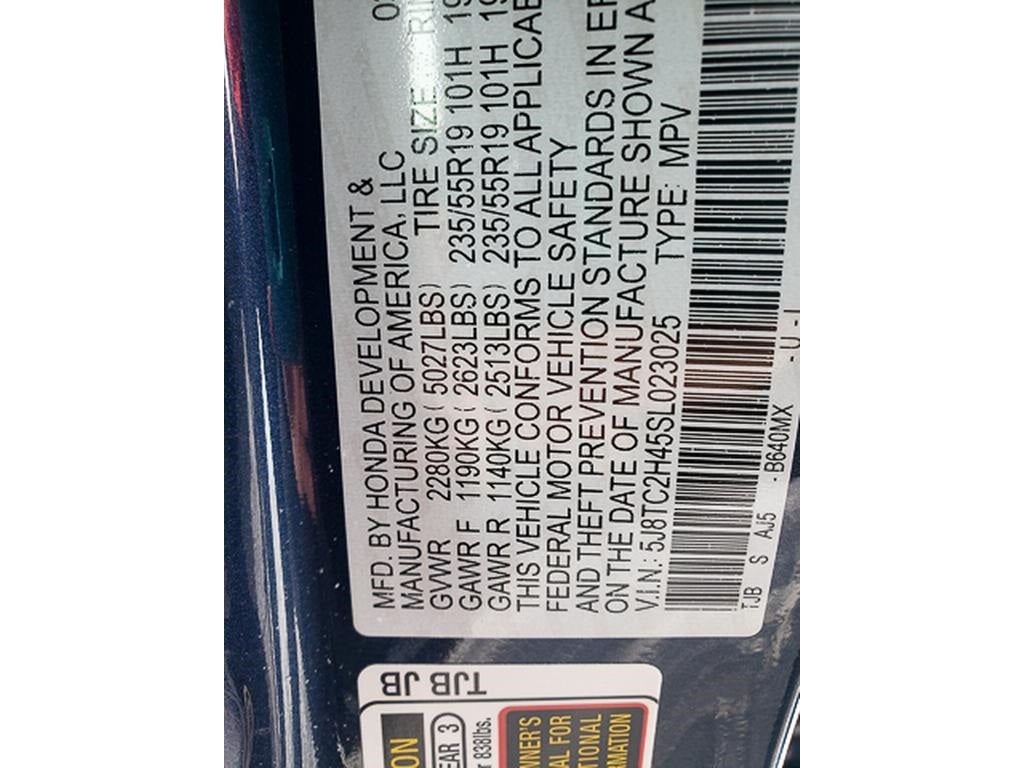 MFD. BY HONDA DEVELOPMENT &
MANUFACTURING OF AMERICA, LLC
GVWR 2280KG( 5027LBS) TIRE SIZE
GAWR F 1190KG( 2623LBS) 235/55R19 101H
GAWR R 1140KG( 2513LBS) 235/55R19 101H
THIS VEHICLE CONFORMS TO ALL
FEDERAL MOTOR VEHICLE SAFETY
AND THEFT PREVENTION STANDARDS IN
ON THE DATE OF MANUFACTURE SHOWN
V.I.N.: 5J8TC2H45SL023025 TYPE: MPV
TJB S AJ5 -B640MX
TJB JB
838lbs.